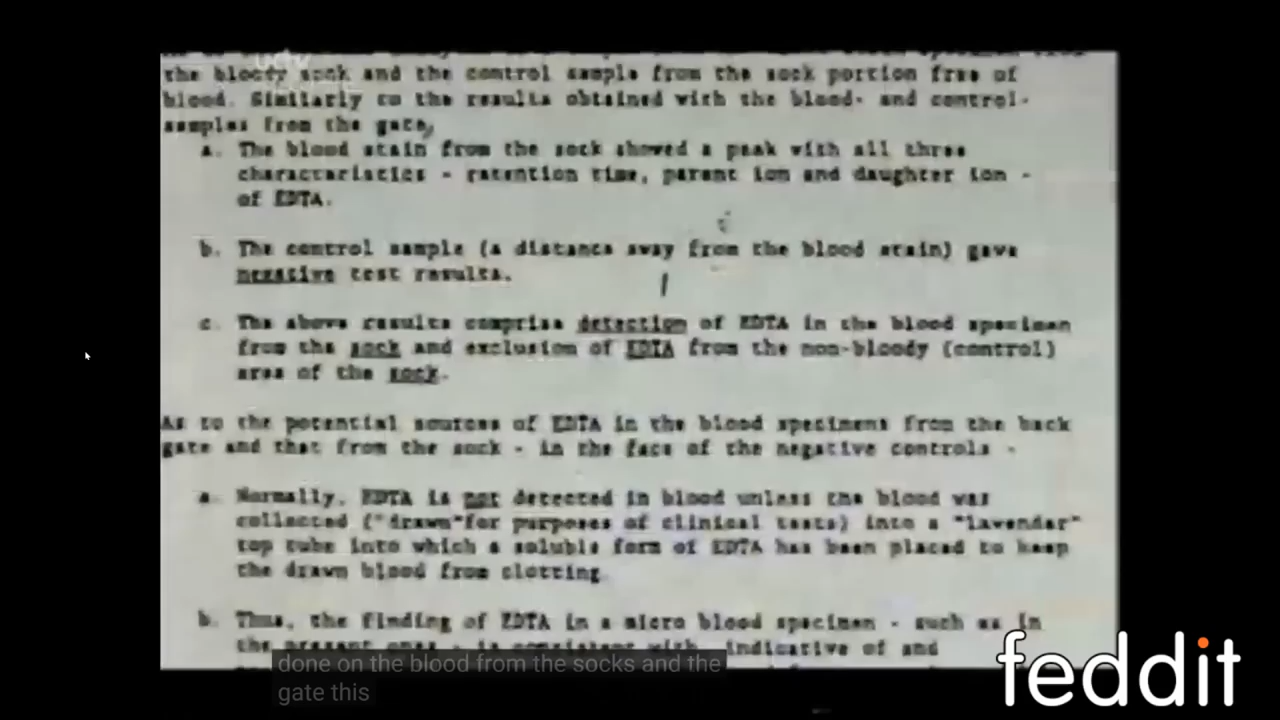 the bloody sock and the control sample from the sock portion free of
blood. Similarly to the results obtained with the blood- and control-
samples from the gate,
a. The blood stain from the sock showed a peak with all three
characteristics - retention time, parent ion and daughter ion -
of EDTA.
b. The control sample (a distance away from the blood stain) gave
negative test results.
c. The above results comprise detection of EDTA in the blood specimen
from the sock and exclusion of EDTA from the non-bloody (control)
area of the sock.
As to the potential sources of EDTA in the blood specimens from the back
gate and that from the sock - in the face of the negative controls -
a. Normally, EDTA is not detected in blood unless the blood was
collected ("drawn"for purposes of clinical tests) into a "lavender"
top tube into which a soluble form of EDTA has been placed to keep
the drawn blood from clotting.
b. Thus, the finding of EDTA in a micro blood specimen - such as in
the present ones - is consistent with, indicative of and
done on the blood from the socks and the
gate this
feddit